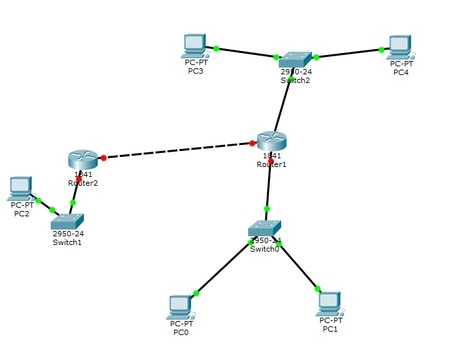 PC-PT
PC3
2950-24
Switch2
PC-PT
PC4
1841
Router2
1841
Router1
PC-PT
PC2
2950-24
Switch1
2950-24
Switch0
PC-PT
PC0
PC-PT
PC1